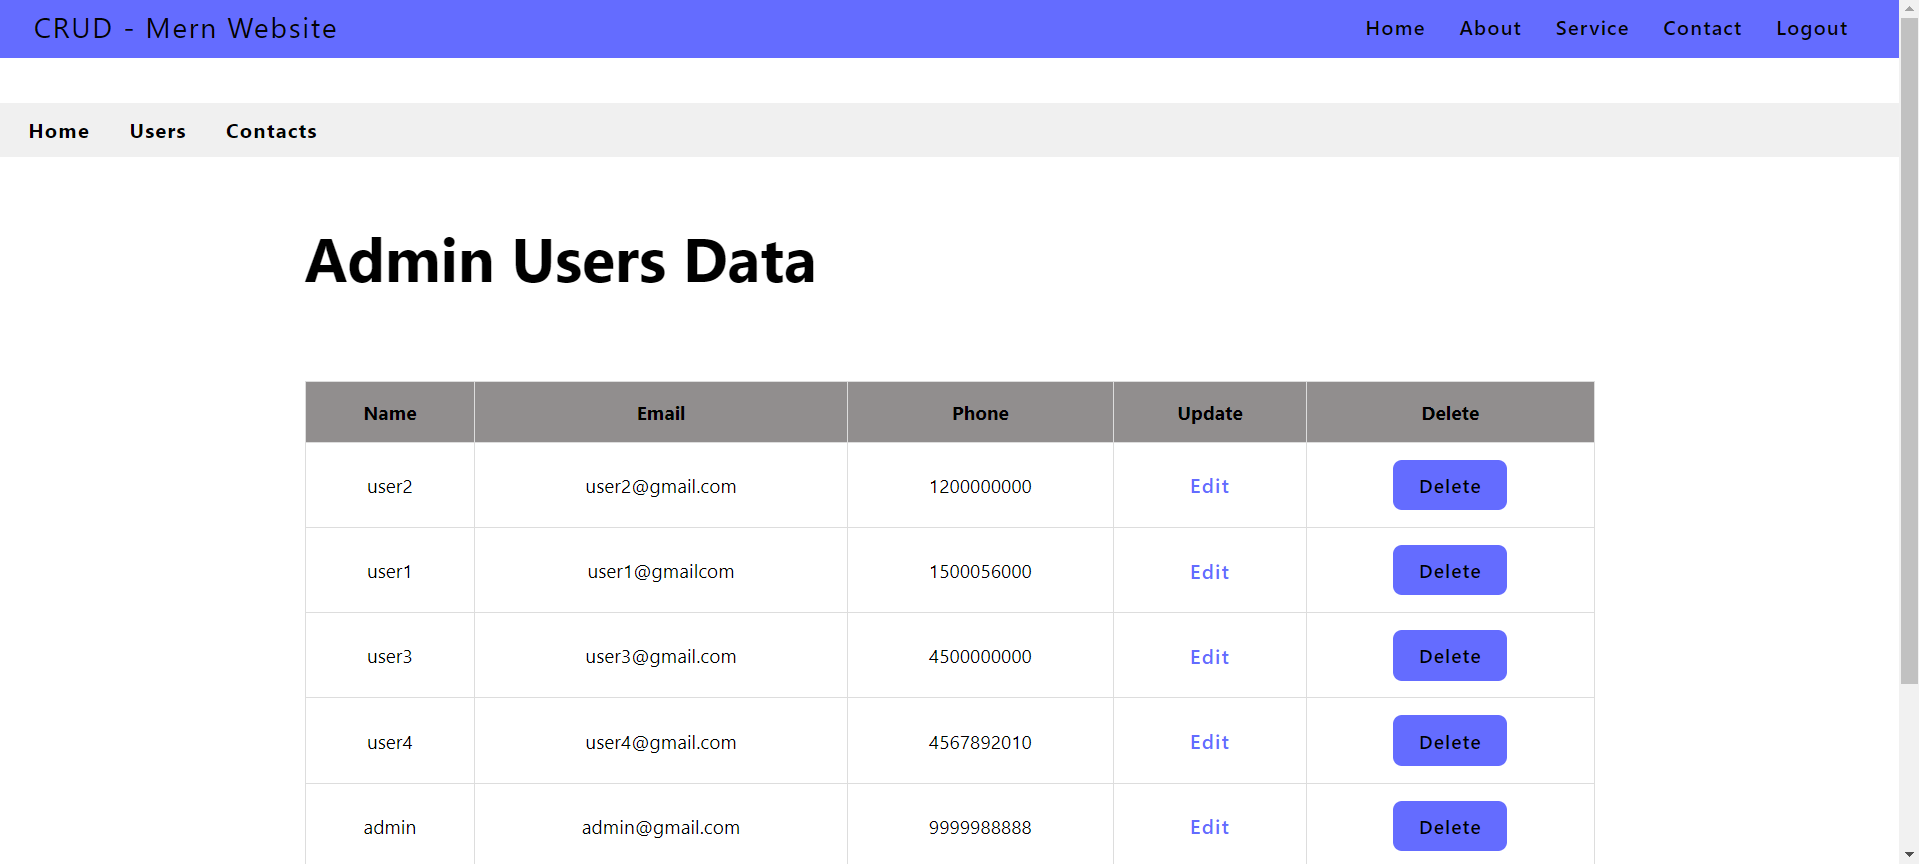 CRUD - Mern Website Home About Service Contact Logout
Home Users Contacts
Admin Users Data
Name Email Phone Update Delete
user2 user2@gmail.com 1200000000 Edit Delete
user1 user1@gmailcom 1500056000 Edit Delete
user3 user3@gmail.com 4500000000 Edit Delete
user4 user4@gmail.com 4567892010 Edit Delete
admin admin@gmail.com 9999988888 Edit Delete